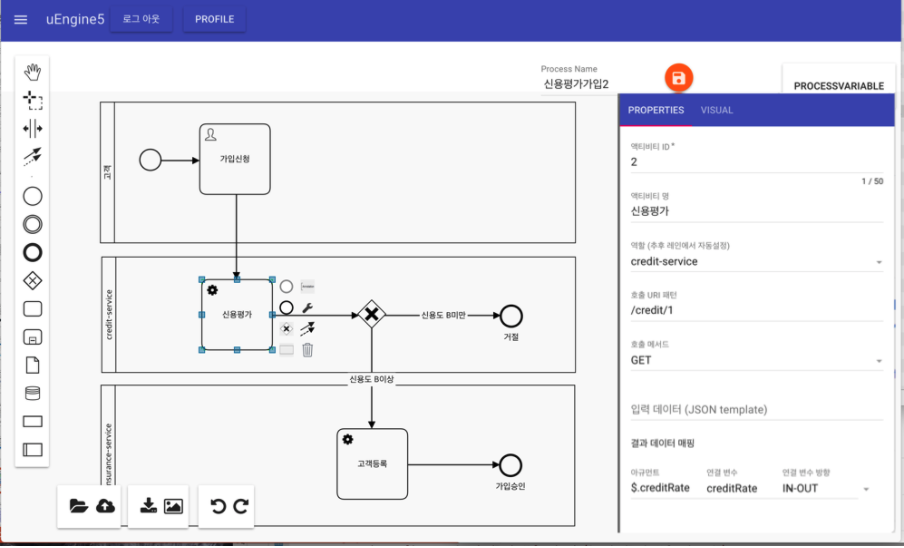 uEngine5 로그 아웃 PROFILE
Process Name
신용평가가입2
PROCESSVARIABLE
고객
가입신청
credit-service
신용평가
신용도 B미만
거절
신용도 B이상
nsurance-service
고객등록
가입승인
PROPERTIES VISUAL
액티비티 ID *
2
1 / 50
액티비티 명
신용평가
역할 (추후 레인에서 자동설정)
credit-service
호출 URI 패턴
/credit/1
호출 메서드
GET
입력 데이터 (JSON template)
결과 데이터 매핑
아규먼트 연결 변수 연결 변수 방향
$.creditRate creditRate IN-OUT